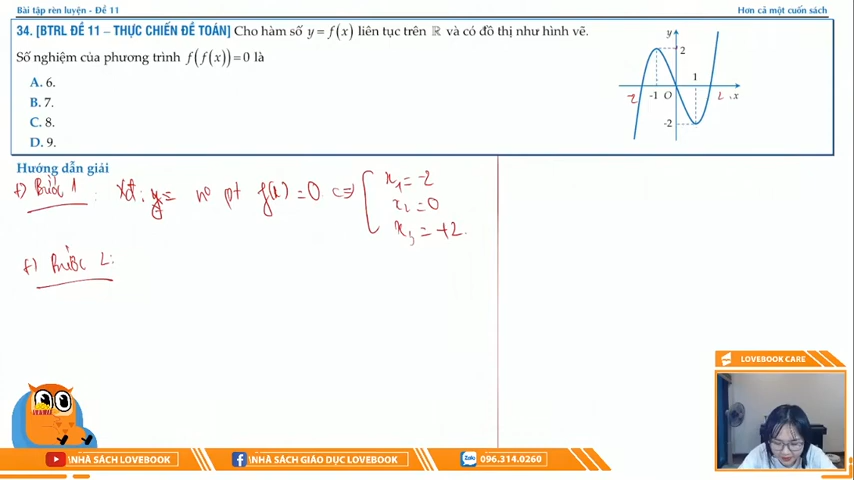 Bài tập rèn luyện - Đề 11
Hơn cả một cuốn sách
34. [BTRL ĐỀ 11 – THỰC CHIẾN ĐỀ TOÁN] Cho hàm số y = f(x) liên tục trên ℝ và có đồ thị như hình vẽ.
Số nghiệm của phương trình f(f(x))=0 là
A. 6.
B. 7.
C. 8.
D. 9.
y
2
1
-1 O
x
-2
2
2
Hướng dẫn giải
+) Bước 1 : Xđ: no pt f(x) = 0 <=> x₁ = -2
x₂ = 0
x₃ = +2.
+) Bước 2:
LOVEBOOK CARE
NHÀ SÁCH LOVEBOOK
NHÀ SÁCH GIÁO DỤC LOVEBOOK
Zalo
096.314.0260